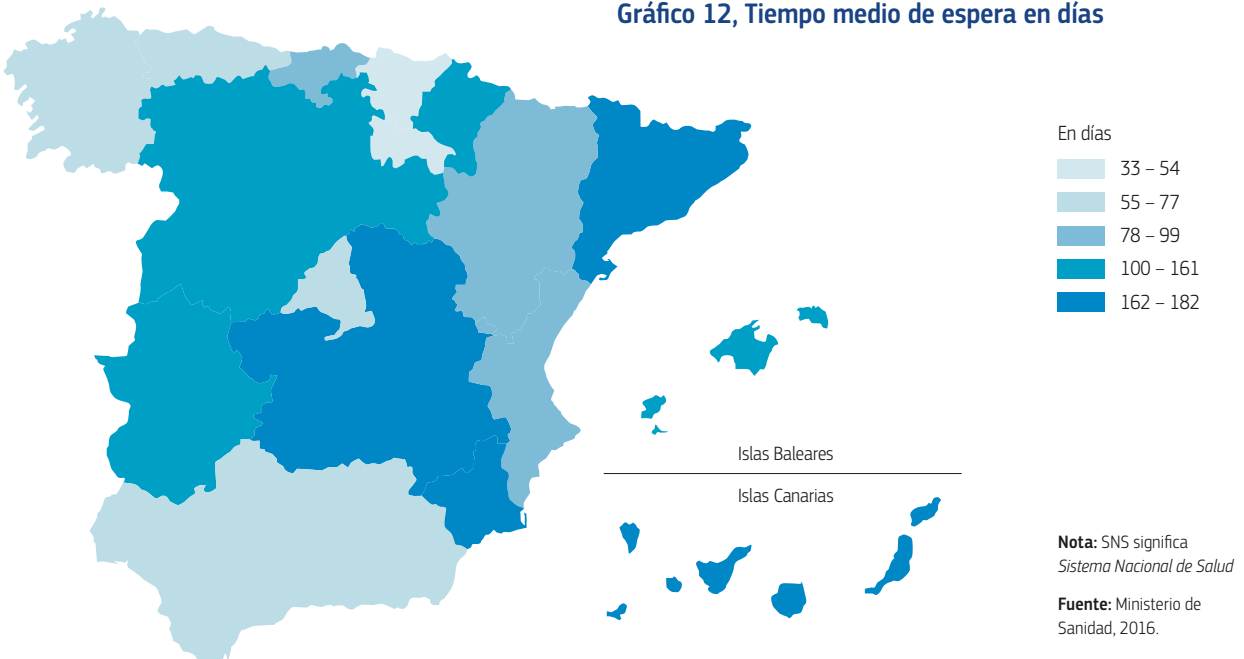 Gráfico 12, Tiempo medio de espera en días
En días
33 – 54
55 – 77
78 – 99
100 – 161
162 – 182
Islas Baleares
Islas Canarias
Nota: SNS significa
Sistema Nacional de Salud
Fuente: Ministerio de
Sanidad, 2016.